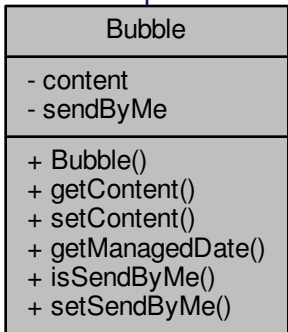 Bubble
- content
- sendByMe
+ Bubble()
+ getContent()
+ setContent()
+ getManagedDate()
+ isSendByMe()
+ setSendByMe()